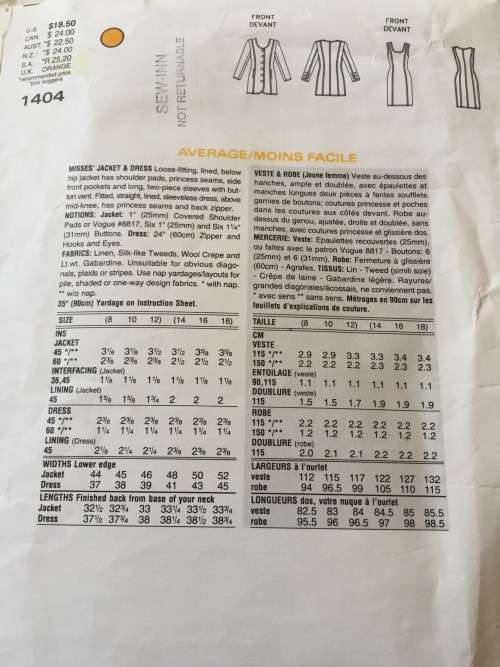 U.S. $18.50
CAN. $ 24.00
AUST. *$ 22.50
N.Z. *$ 24.00
S.A. *R 25,20
U.K. ORANGE
*recommended price
*prix suggéré
1404
SEW-INN
NOT RETURNABLE
FRONT
DEVANT
FRONT
DEVANT
AVERAGE/MOINS FACILE
MISSES' JACKET & DRESS Loose-fitting, lined, below
hip jacket has shoulder pads, princess seams, side
front pockets and long, two-piece sleeves with but-
ton vent. Fitted, straight, lined, sleeveless dress, above
mid-knee, has princess seams and back zipper.
NOTIONS: Jacket: 1" (25mm) Covered Shoulder
Pads or Vogue #8817, Six 1" (25mm) and Six 1¼"
(31mm) Buttons. Dress: 24" (60cm) Zipper and
Hooks and Eyes.
FABRICS: Linen, Silk-like Tweeds, Wool Crepe and
Lt.wt. Gabardine. Unsuitable for obvious diago-
nals, plaids or stripes. Use nap yardages/layouts for
pile, shaded or one-way design fabrics. * with nap.
** w/o nap.
35" (90cm) Yardage on Instruction Sheet.
SIZE (8 10 12) (14 16 18)
INS
JACKET
45 */** 3⅛ 3⅛ 3½ 3½ 3⅝ 3⅝
60 */** 2⅜ 2⅜ 2⅜ 2½ 2½ 2½
INTERFACING (Jacket)
36,45 1⅛ 1⅛ 1⅛ 1⅛ 1⅛ 1⅛
LINING (Jacket)
45 1⅝ 1⅝ 1¾ 2 2 2
DRESS
45 */** 2⅜ 2⅜ 2⅜ 2⅜ 2⅜ 2⅜
60 */** 1¼ 1¼ 1¼ 1¼ 1¼ 1¼
LINING (Dress)
45 2⅛ 2¼ 2¼ 2⅜ 2⅜ 2⅜
WIDTHS Lower edge
Jacket 44 45 46 48 50 52
Dress 37 38 39 41 43 45
LENGTHS Finished back from base of your neck
Jacket 32½ 32¾ 33 33¼ 33½ 33¾
Dress 37½ 37¾ 38 38¼ 38½ 38¾
VESTE & ROBE (Jeune femme) Veste au-dessous des
hanches, ample et doublée, avec épaulettes et
manches longues deux pièces à fentes soufflets
garnies de boutons; coutures princesse et poches
dans les coutures aux côtés devant. Robe au-
dessus du genou, ajustée, droite et doublée, sans
manches, avec coutures princesse et glissière dos.
MERCERIE: Veste: Epaulettes recouvertes (25mm),
ou faites avec le patron Vogue 8817 - Boutons: 6
(25mm) et 6 (31mm). Robe: Fermeture à glissière
(60cm) - Agrafes. TISSUS: Lin - Tweed (simili soie)
- Crêpe de laine - Gabardine légère. Rayures/
grandes diagonales/écossais, ne conviennent pas.
* avec sens ** sans sens. Métrages en 90cm sur les
feuillets d'explications de couture.
TAILLE (8 10 12) (14 16 18)
CM
VESTE
115 */** 2.9 2.9 3.3 3.3 3.4 3.4
150 */** 2.2 2.2 2.2 2.3 2.3 2.3
ENTOILAGE (veste)
90,115 1.1 1.1 1.1 1.1 1.1 1.1
DOUBLURE (veste)
115 1.5 1.5 1.7 1.9 1.9 1.9
ROBE
115 */** 2.2 2.2 2.2 2.2 2.2 2.2
150 */** 1.2 1.2 1.2 1.2 1.2 1.2
DOUBLURE (robe)
115 2.0 2.1 2.1 2.2 2.2 2.2
LARGEURS à l'ourlet
veste 112 115 117 122 127 132
robe 94 96.5 99 105 110 115
LONGUEURS dos, votre nuque à l'ourlet
veste 82.5 83 84 84.5 85 85.5
robe 95.5 96 96.5 97 98 98.5